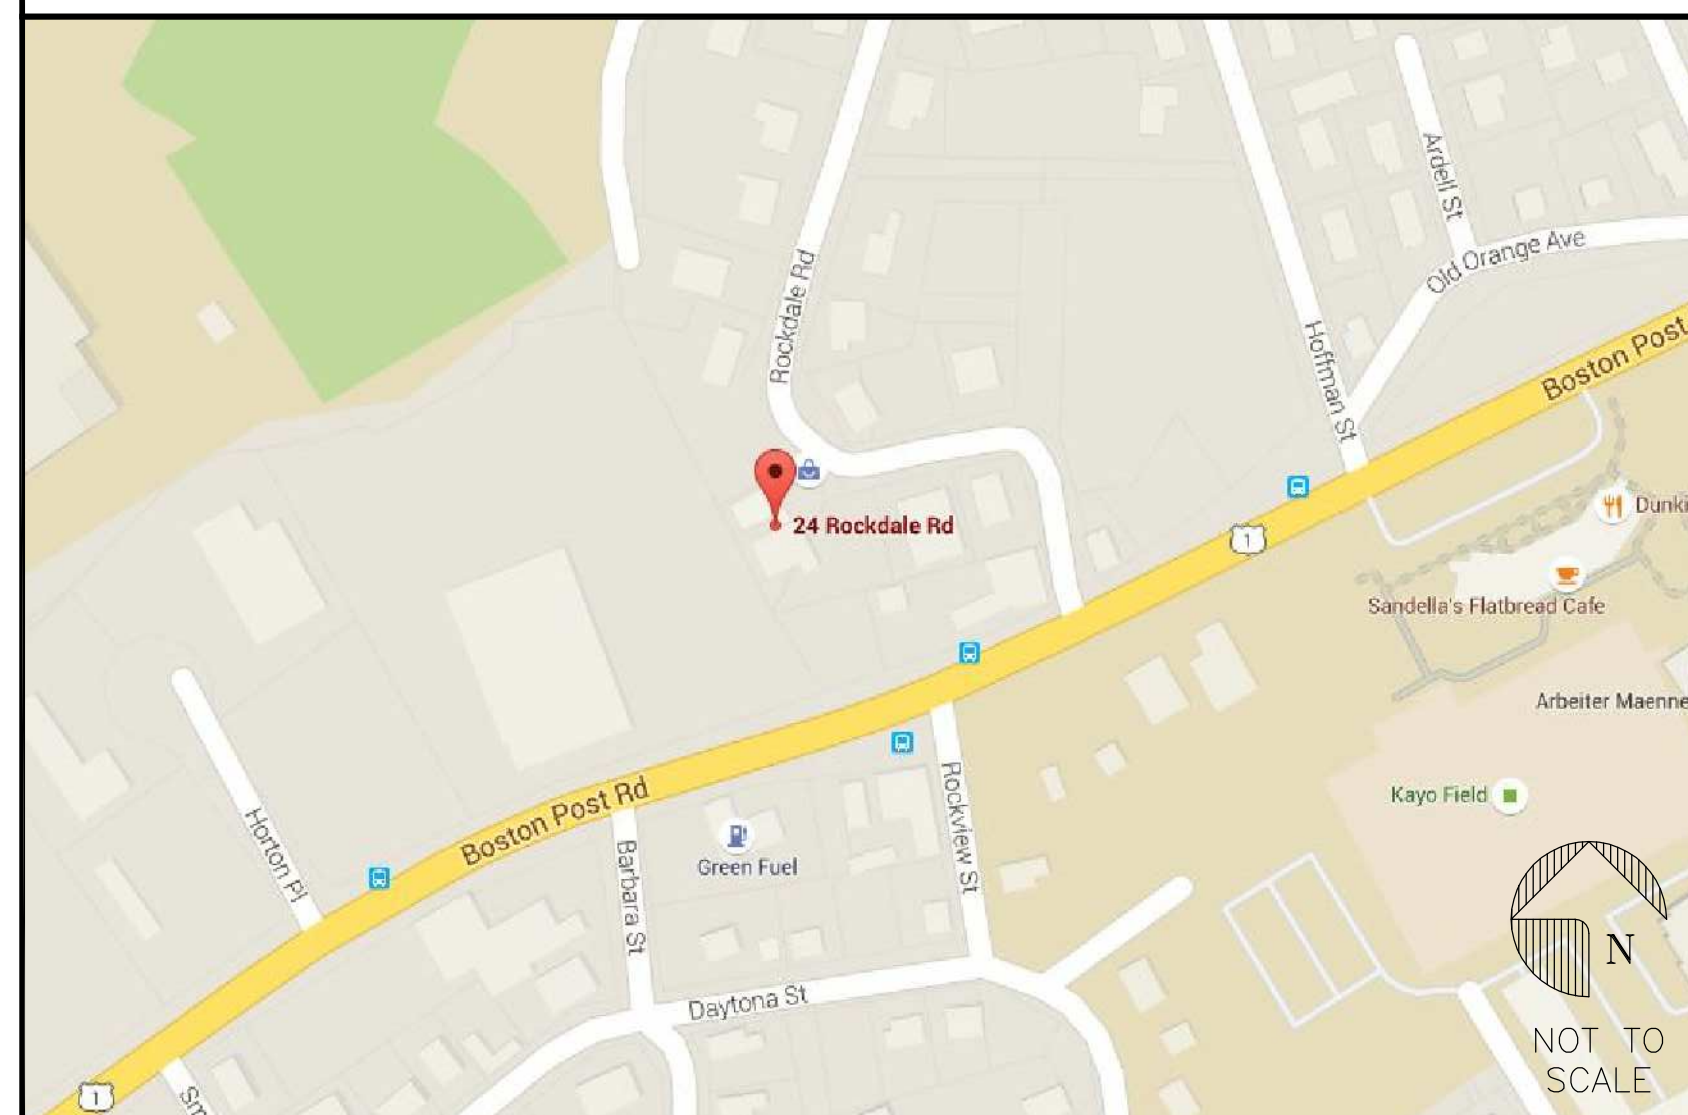 Ardell St
Old Orange Ave
Rockdale Rd
Hoffman St
Boston Post
24 Rockdale Rd
1
Sandella's Flatbread Cafe
Kayo Field
Boston Post Rd
Horton Pl
Barbara St
Green Fuel
Rockview St
Daytona St
1
N
NOT TO
SCALE
Arbeiter